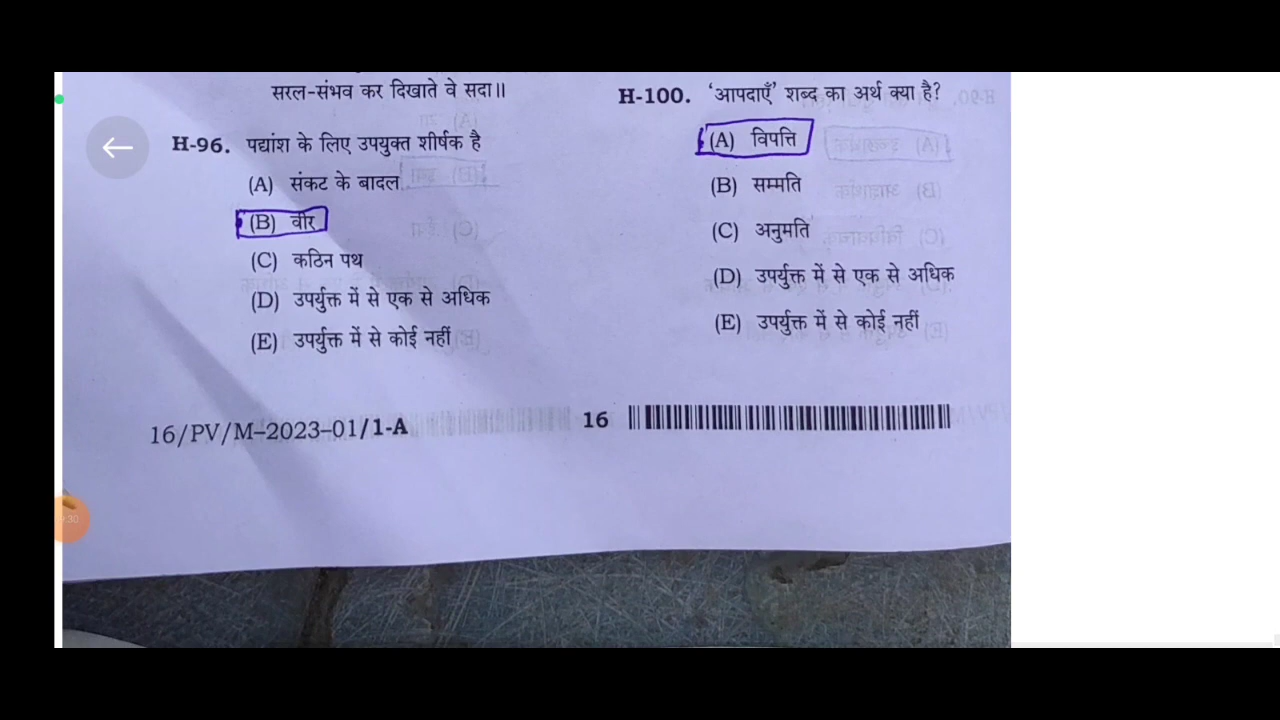 सरल-संभव कर दिखाते वे सदा॥
H-96. पद्यांश के लिए उपयुक्त शीर्षक है
(A) संकट के बादल
(B) वीर
(C) कठिन पथ
(D) उपर्युक्त में से एक से अधिक
(E) उपर्युक्त में से कोई नहीं
H-100. 'आपदाएँ' शब्द का अर्थ क्या है?
(A) विपत्ति
(B) सम्मति
(C) अनुमति
(D) उपर्युक्त में से एक से अधिक
(E) उपर्युक्त में से कोई नहीं
16/PV/M–2023–01/1-A
16